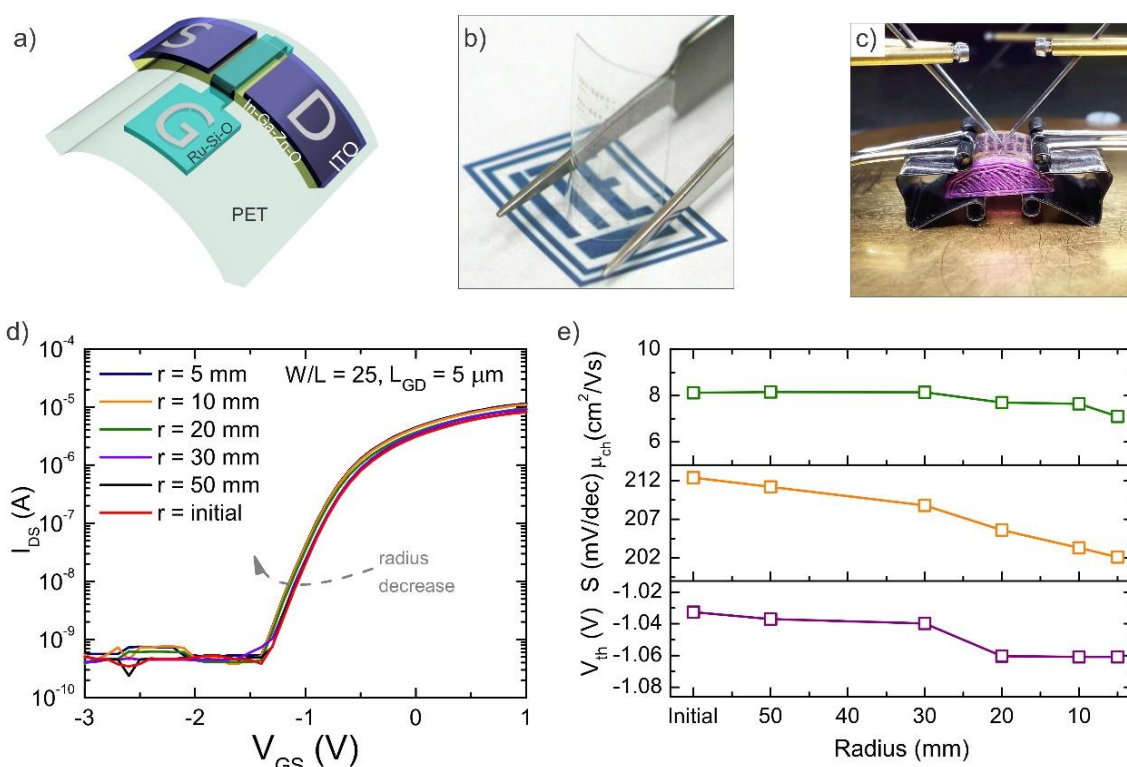 a)
S
G
D
Ru-Si-O
In-Ga-Zn-O
ITO
PET
b)
c)
d)
10⁻⁴
10⁻⁵
10⁻⁶
10⁻⁷
10⁻⁸
10⁻⁹
10⁻¹⁰
I_DS (A)
r = 5 mm
r = 10 mm
r = 20 mm
r = 30 mm
r = 50 mm
r = initial
W/L = 25, L_GD = 5 μm
radius
decrease
-3
-2
-1
0
1
V_GS (V)
e)
μ_ch (cm²/Vs)
10
8
6
S (mV/dec)
212
207
202
V_th (V)
-1.04
-1.06
-1.08
Initial
50
40
30
20
10
Radius (mm)